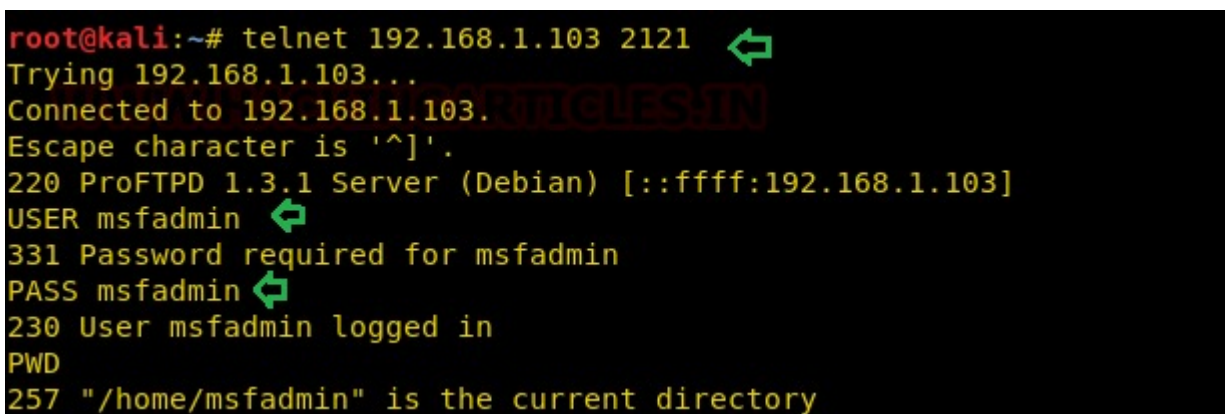 root@kali:~# telnet 192.168.1.103 2121
Trying 192.168.1.103...
Connected to 192.168.1.103.
Escape character is '^]'.
220 ProFTPD 1.3.1 Server (Debian) [::ffff:192.168.1.103]
USER msfadmin
331 Password required for msfadmin
PASS msfadmin
230 User msfadmin logged in
PWD
257 "/home/msfadmin" is the current directory